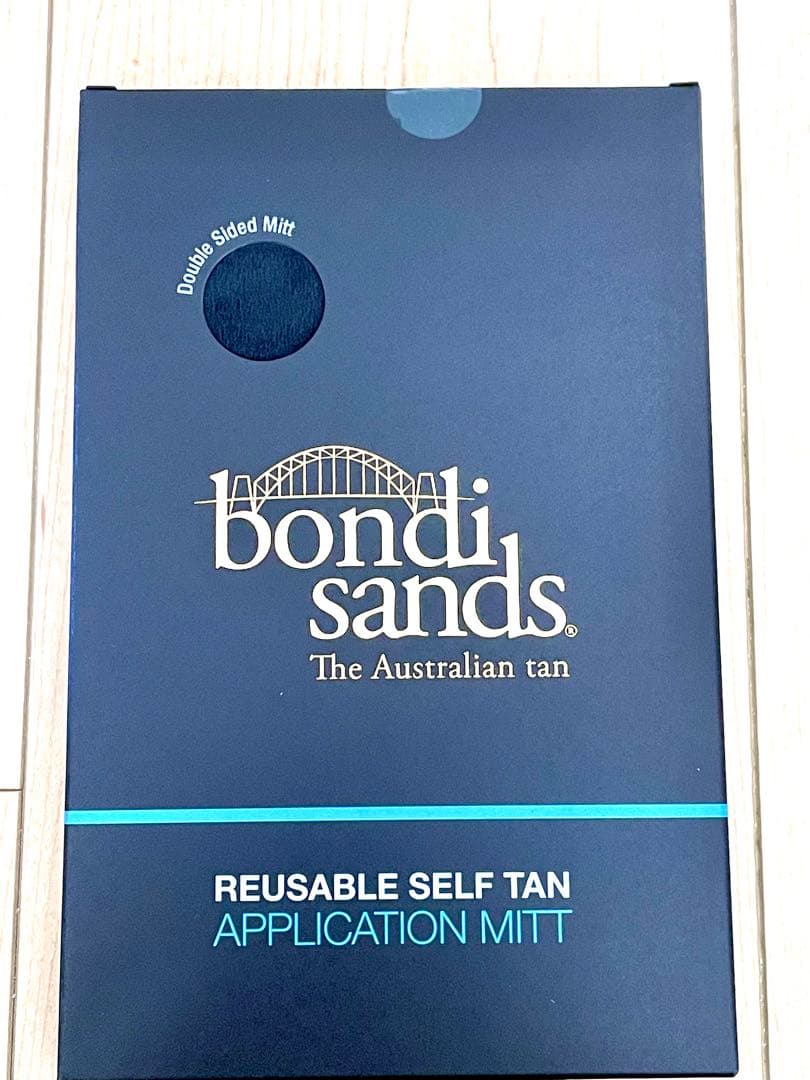 Double Sided Mitt
bondi
sands®
The Australian tan
REUSABLE SELF TAN
APPLICATION MITT